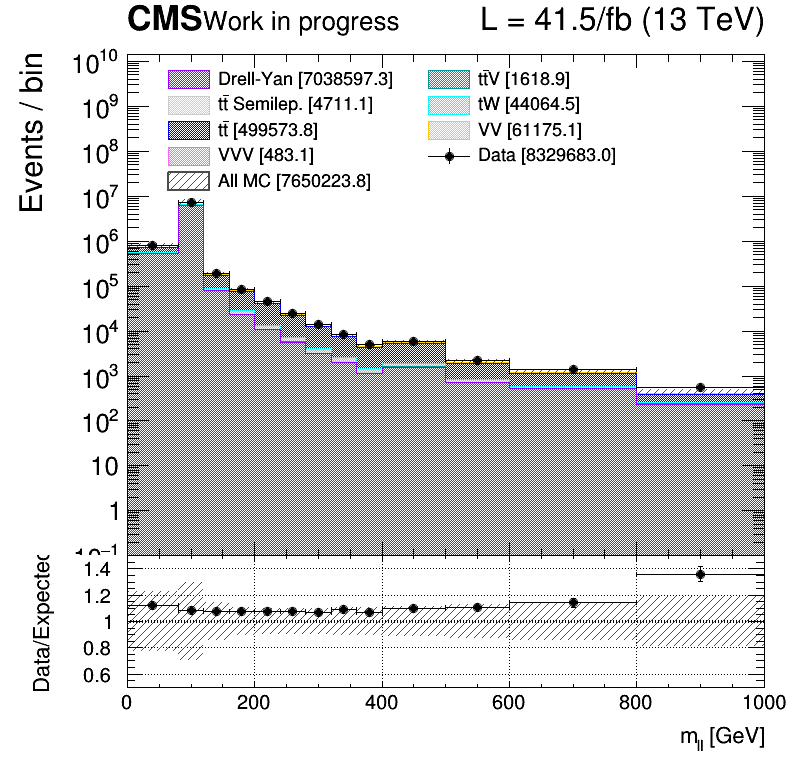 CMS Work in progress L = 41.5/fb (13 TeV)
Events / bin
10^10
10^9
10^8
10^7
10^6
10^5
10^4
10^3
10^2
10
1
10^−1
Drell-Yan [7038597.3]
tt̄ Semilep. [4711.1]
tt̄ [499573.8]
VVV [483.1]
All MC [7650223.8]
tt̄V [1618.9]
tW [44064.5]
VV [61175.1]
Data [8329683.0]
Data/Expected
1.4
1.2
1
0.8
0.6
0 200 400 600 800 1000
m_ll [GeV]